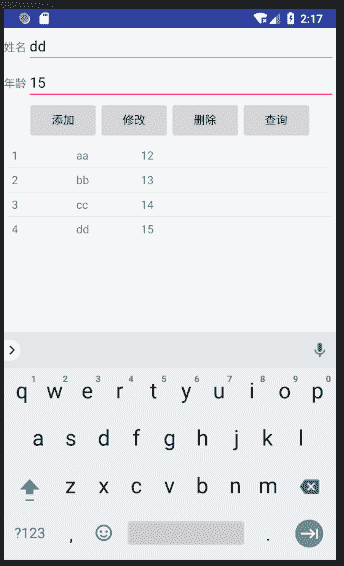 2:17
姓名 dd
年龄 15
添加 修改 删除 查询
1 aa 12
2 bb 13
3 cc 14
4 dd 15
1 2 3 4 5 6 7 8 9 0
q w e r t y u i o p
a s d f g h j k l
z x c v b n m
?123 , .